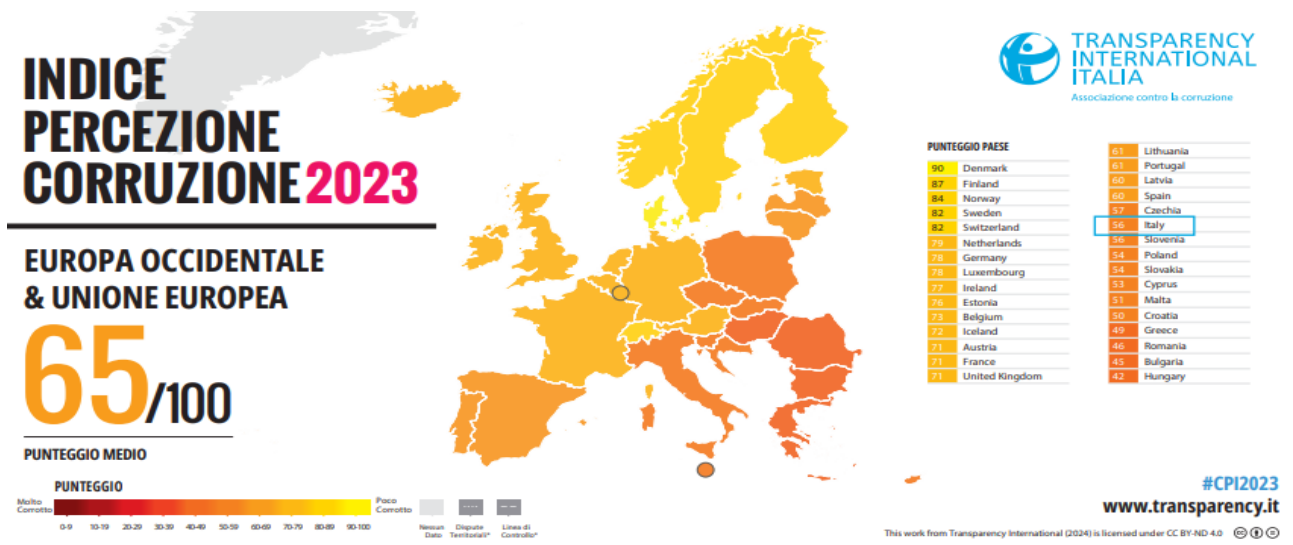 INDICE
PERCEZIONE
CORRUZIONE 2023
EUROPA OCCIDENTALE
& UNIONE EUROPEA
65/100
PUNTEGGIO MEDIO
PUNTEGGIO
Molto
Corrotto
Poco
Corrotto
0-9 10-19 20-29 30-39 40-49 50-59 60-69 70-79 80-89 90-100
Nessun
Dato
Dispute
Territoriali*
Linea di
Controllo*
TRANSPARENCY
INTERNATIONAL
ITALIA
Associazione contro la corruzione
PUNTEGGIO PAESE
90 Denmark
87 Finland
84 Norway
82 Sweden
82 Switzerland
79 Netherlands
78 Germany
78 Luxembourg
77 Ireland
76 Estonia
73 Belgium
72 Iceland
71 Austria
71 France
71 United Kingdom
61 Lithuania
61 Portugal
60 Latvia
60 Spain
57 Czechia
56 Italy
56 Slovenia
54 Poland
54 Slovakia
53 Cyprus
51 Malta
50 Croatia
49 Greece
46 Romania
45 Bulgaria
42 Hungary
#CPI2023
www.transparency.it
This work from Transparency International (2024) is licensed under CC BY-ND 4.0